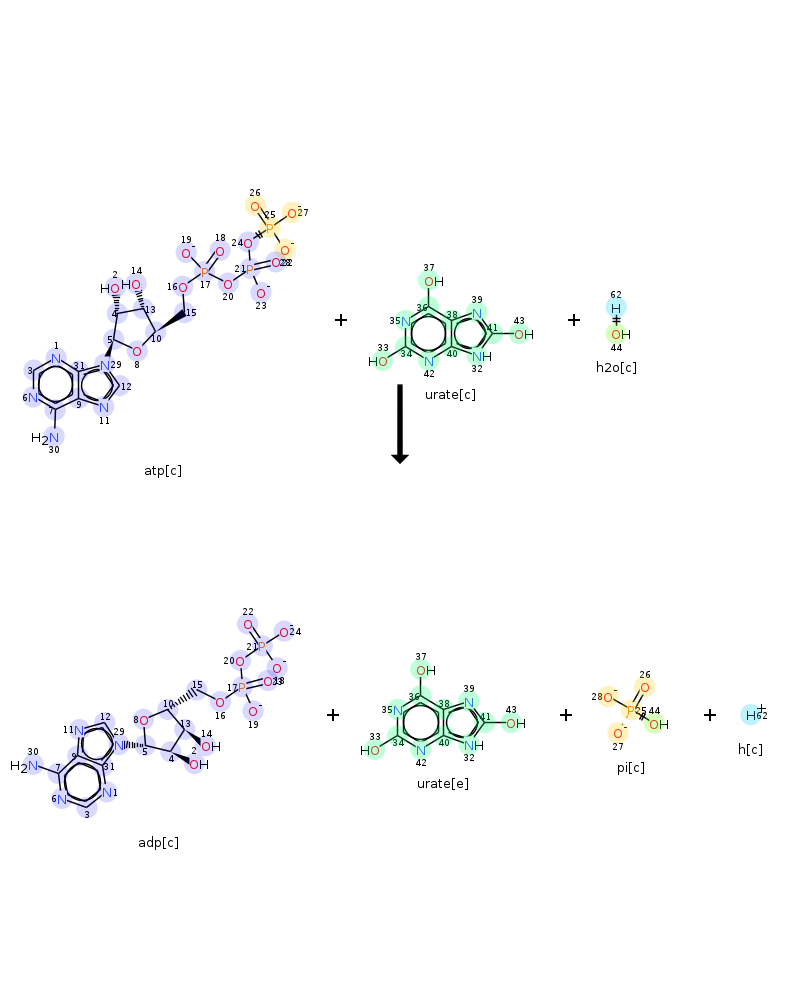 26
25
O
O⁻ 27
P
19
18
24
O
O⁻
O⁻
O
2
14
21
O
HO
HO
16
P
17
O
P
O
20
O⁻
23
4
13
15
5
10
O
8
1
N
31
N 29
3
12
6 N
7
9
N
11
H2N
30
atp[c]
+
37
OH
36
38
39
35 N
N
41
43
OH
33
HO
34
N
42
40
NH
32
urate[c]
+
62
H
OH
44
h2o[c]
22
O
O⁻ 24
21 P
20
O
O⁻
17 P
O
18
15
10
O
16
O⁻
19
8 O
13
14
OH
12
29
11 N
N
5
4
2
OH
30
H2N
7
9
31
6 N
N 1
3
adp[c]
+
37
OH
36
38
39
35 N
N
41
43
OH
33
HO
34
N
42
40
NH
32
urate[e]
+
26
O
28 O⁻
P
44
OH
O⁻
27
pi[c]
+
H+
62
h[c]